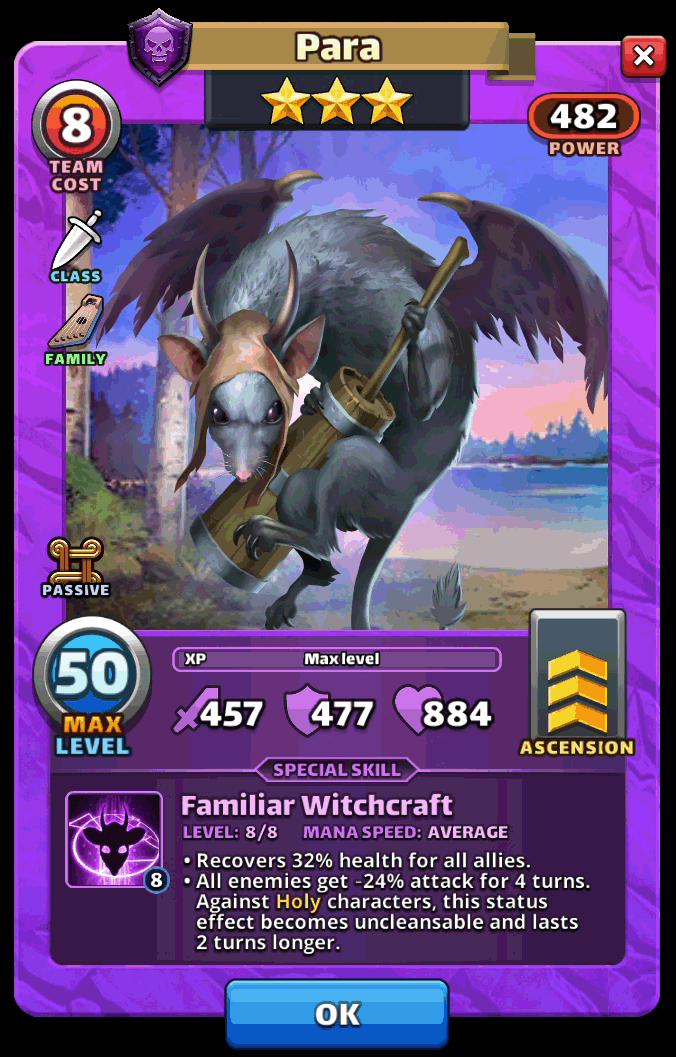 Para
8
TEAM
COST
482
POWER
CLASS
FAMILY
PASSIVE
50
MAX
LEVEL
XP Max level
457 477 884
ASCENSION
SPECIAL SKILL
Familiar Witchcraft
LEVEL: 8/8 MANA SPEED: AVERAGE
8
• Recovers 32% health for all allies.
• All enemies get -24% attack for 4 turns.
Against Holy characters, this status
effect becomes uncleansable and lasts
2 turns longer.
OK